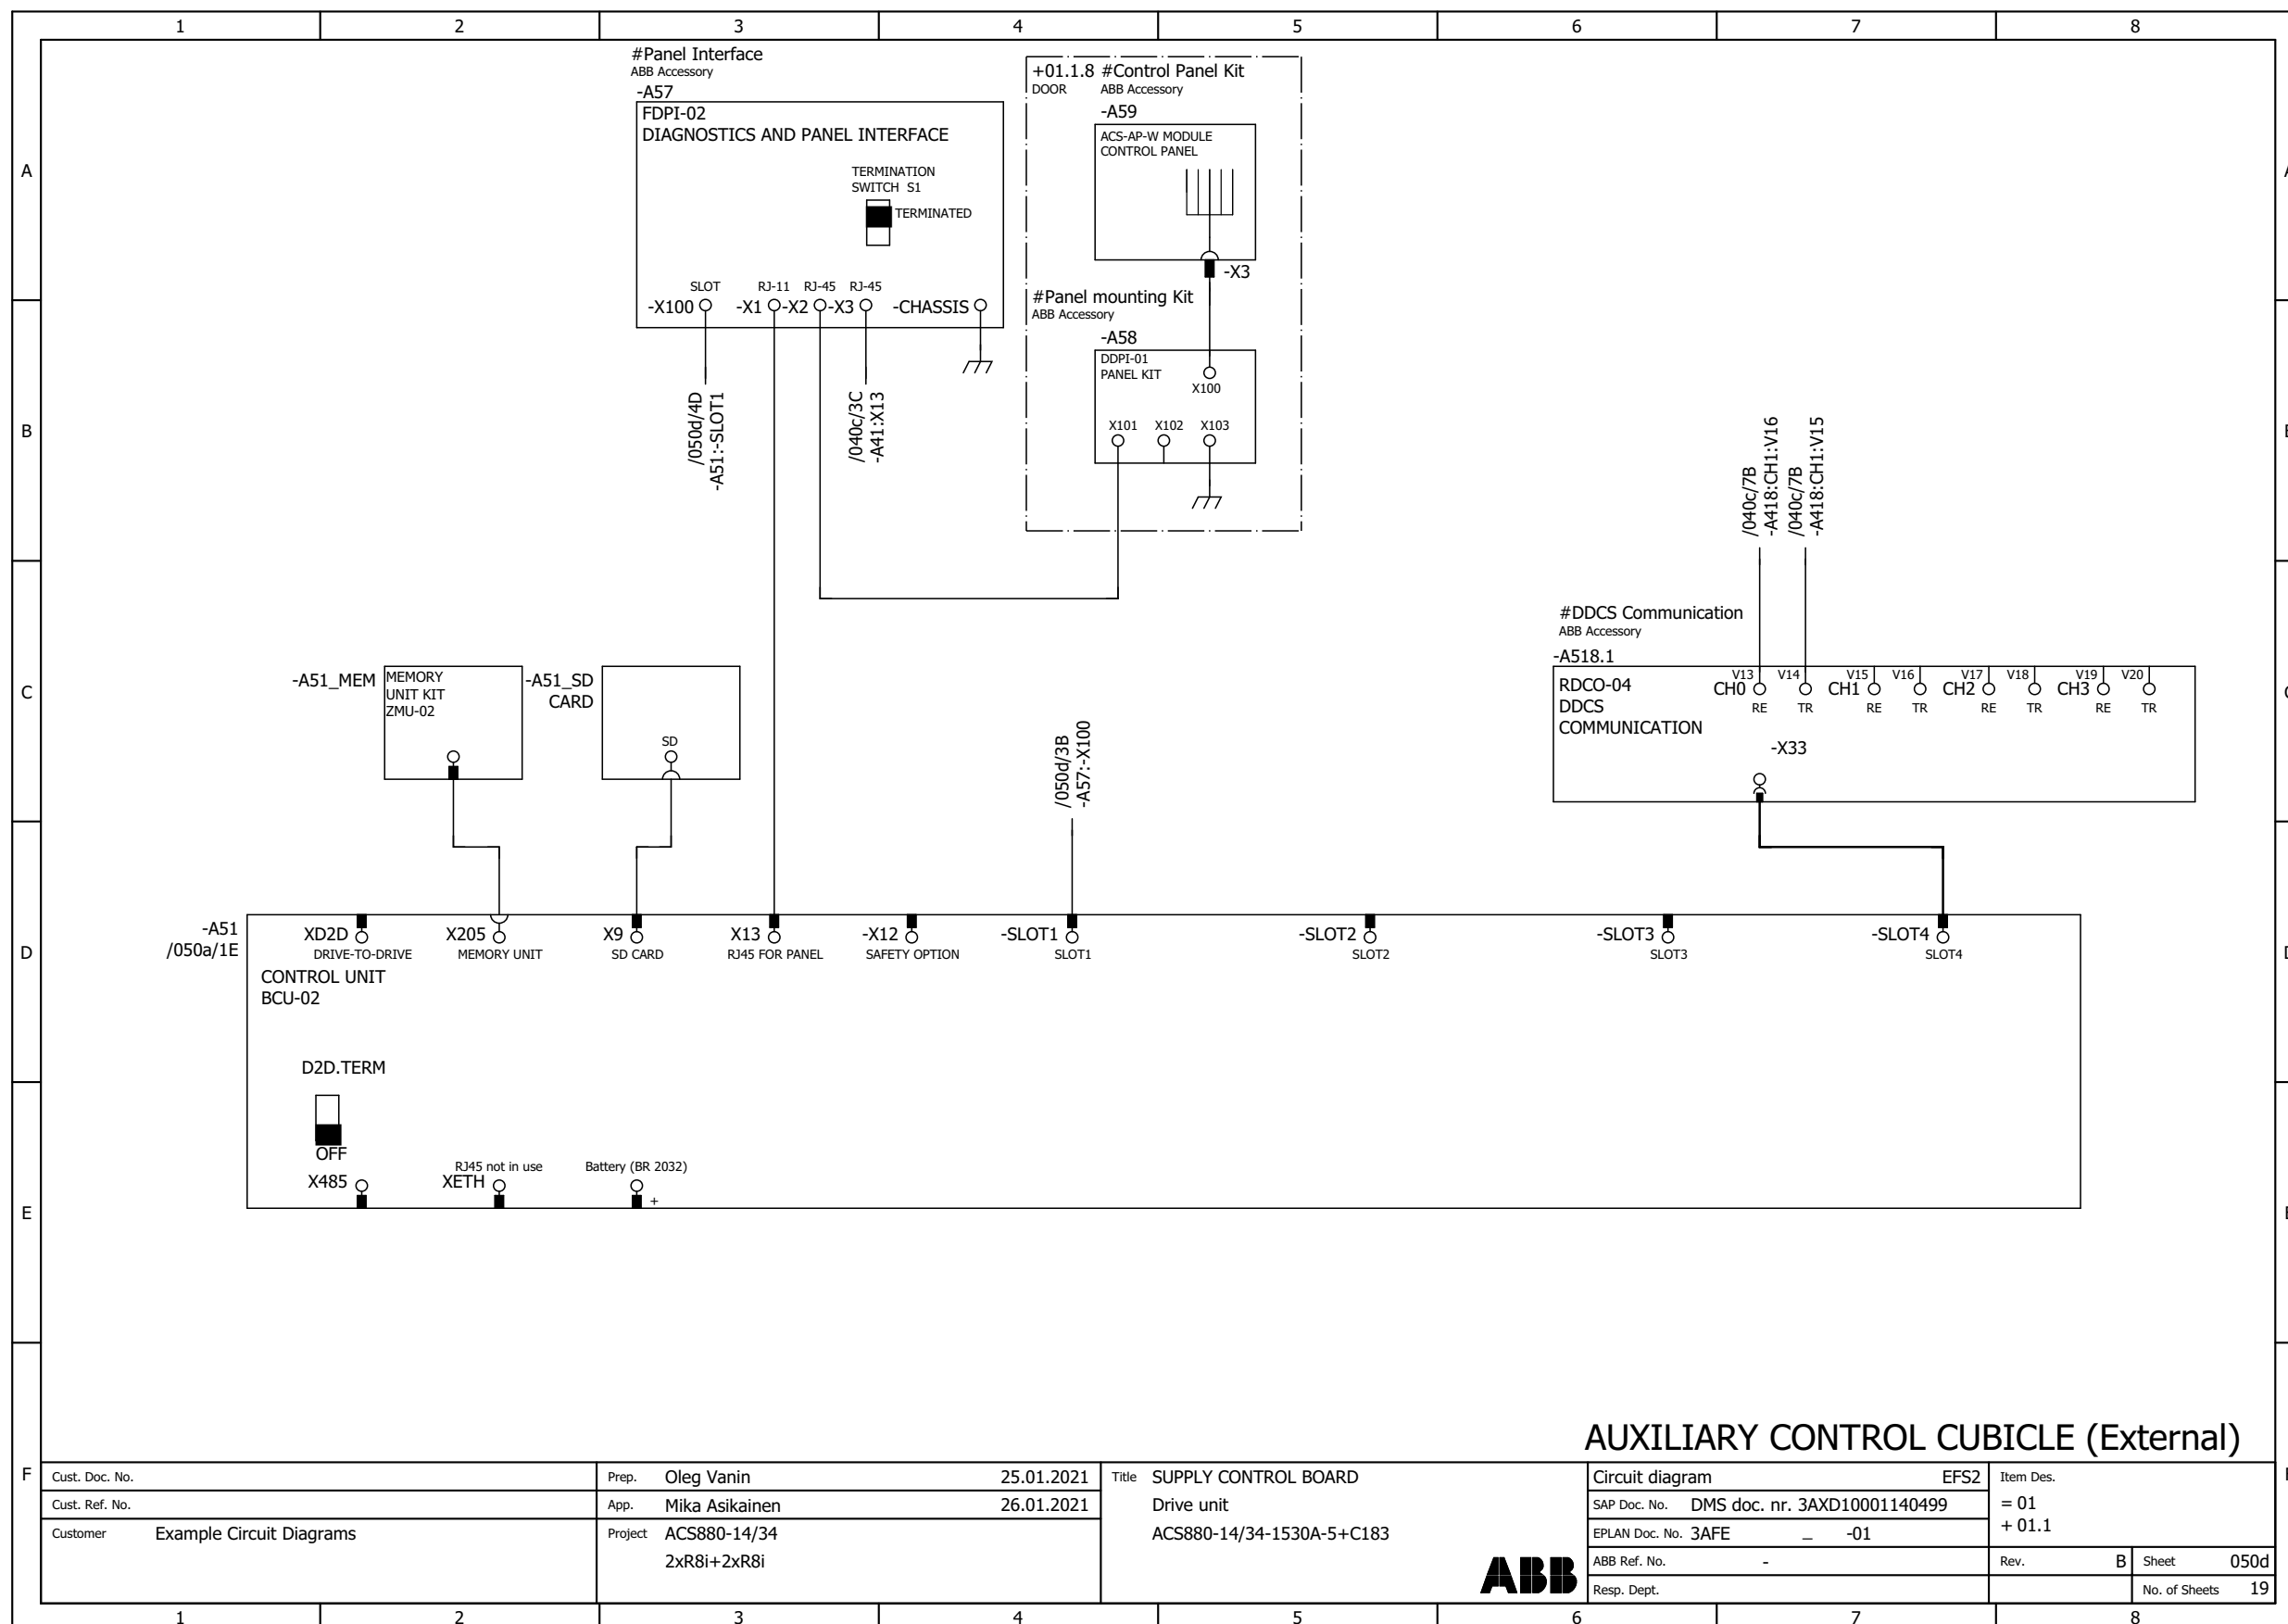 1 2 3 4 5 6 7 8
#Panel Interface
ABB Accessory
-A57
FDPI-02
DIAGNOSTICS AND PANEL INTERFACE
TERMINATION
SWITCH S1
TERMINATED
SLOT RJ-11 RJ-45 RJ-45
-X100 -X1 -X2 -X3 -CHASSIS
/050d/4D
-A51:-SLOT1
/040c/3C
-A41:X13
+01.1.8 #Control Panel Kit
DOOR ABB Accessory
-A59
ACS-AP-W MODULE
CONTROL PANEL
-X3
#Panel mounting Kit
ABB Accessory
-A58
DDPI-01
PANEL KIT
X100
X101 X102 X103
A
A
B
B
/040c/7B
-A418:CH1:V16
/040c/7B
-A418:CH1:V15
#DDCS Communication
ABB Accessory
-A518.1
RDCO-04
DDCS
COMMUNICATION
V13 V14 V15 V16 V17 V18 V19 V20
CH0 CH1 CH2 CH3
RE TR RE TR RE TR RE TR
-X33
C
C
-A51_MEM
MEMORY
UNIT KIT
ZMU-02
-A51_SD
CARD
SD
/050d/3B
-A57:-X100
D
D
-A51
/050a/1E
XD2D X205 X9 X13 -X12 -SLOT1 -SLOT2 -SLOT3 -SLOT4
DRIVE-TO-DRIVE MEMORY UNIT SD CARD RJ45 FOR PANEL SAFETY OPTION SLOT1 SLOT2 SLOT3 SLOT4
CONTROL UNIT
BCU-02
D2D.TERM
OFF
X485
RJ45 not in use
XETH
Battery (BR 2032)
+
E
E
AUXILIARY CONTROL CUBICLE (External)
F
F
Cust. Doc. No.
Cust. Ref. No.
Customer Example Circuit Diagrams
Prep. Oleg Vanin 25.01.2021
App. Mika Asikainen 26.01.2021
Project ACS880-14/34
2xR8i+2xR8i
Title SUPPLY CONTROL BOARD
Drive unit
ACS880-14/34-1530A-5+C183
ABB
Circuit diagram EFS2
SAP Doc. No. DMS doc. nr. 3AXD10001140499
EPLAN Doc. No. 3AFE _ -01
ABB Ref. No. -
Resp. Dept.
Item Des.
= 01
+ 01.1
Rev. B Sheet 050d
No. of Sheets 19
1 2 3 4 5 6 7 8